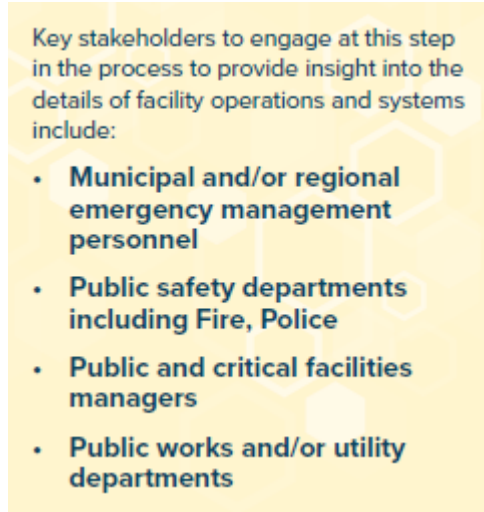 Key stakeholders to engage at this step
in the process to provide insight into the
details of facility operations and systems
include:
• Municipal and/or regional
emergency management
personnel
• Public safety departments
including Fire, Police
• Public and critical facilities
managers
• Public works and/or utility
departments